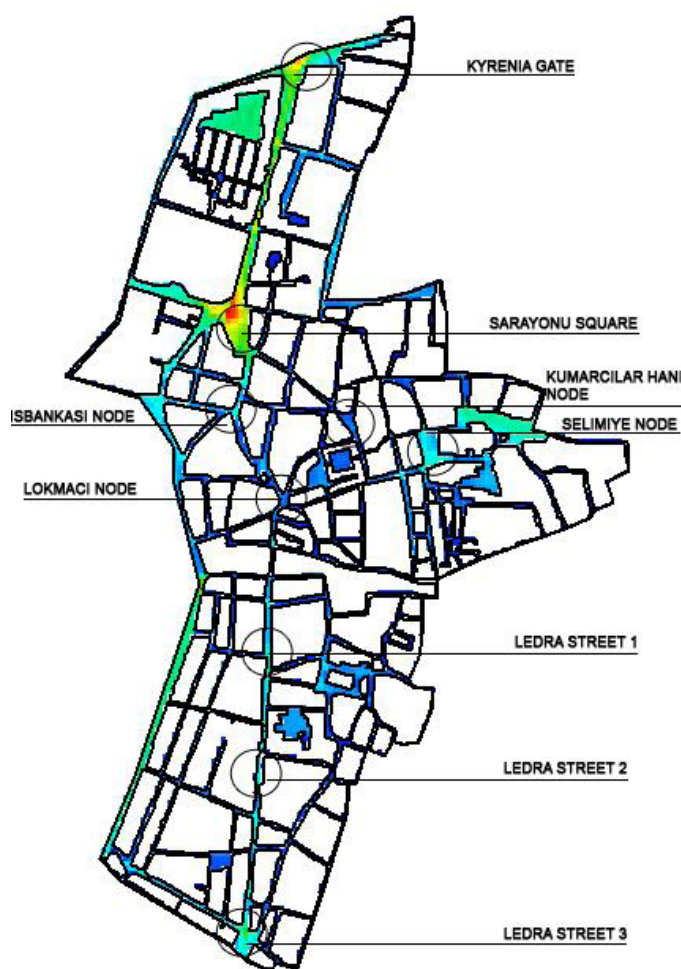 KYRENIA GATE
SARAYONU SQUARE
KUMARCILAR HANI
NODE
ISBANKASI NODE
SELIMIYE NODE
LOKMACI NODE
LEDRA STREET 1
LEDRA STREET 2
LEDRA STREET 3